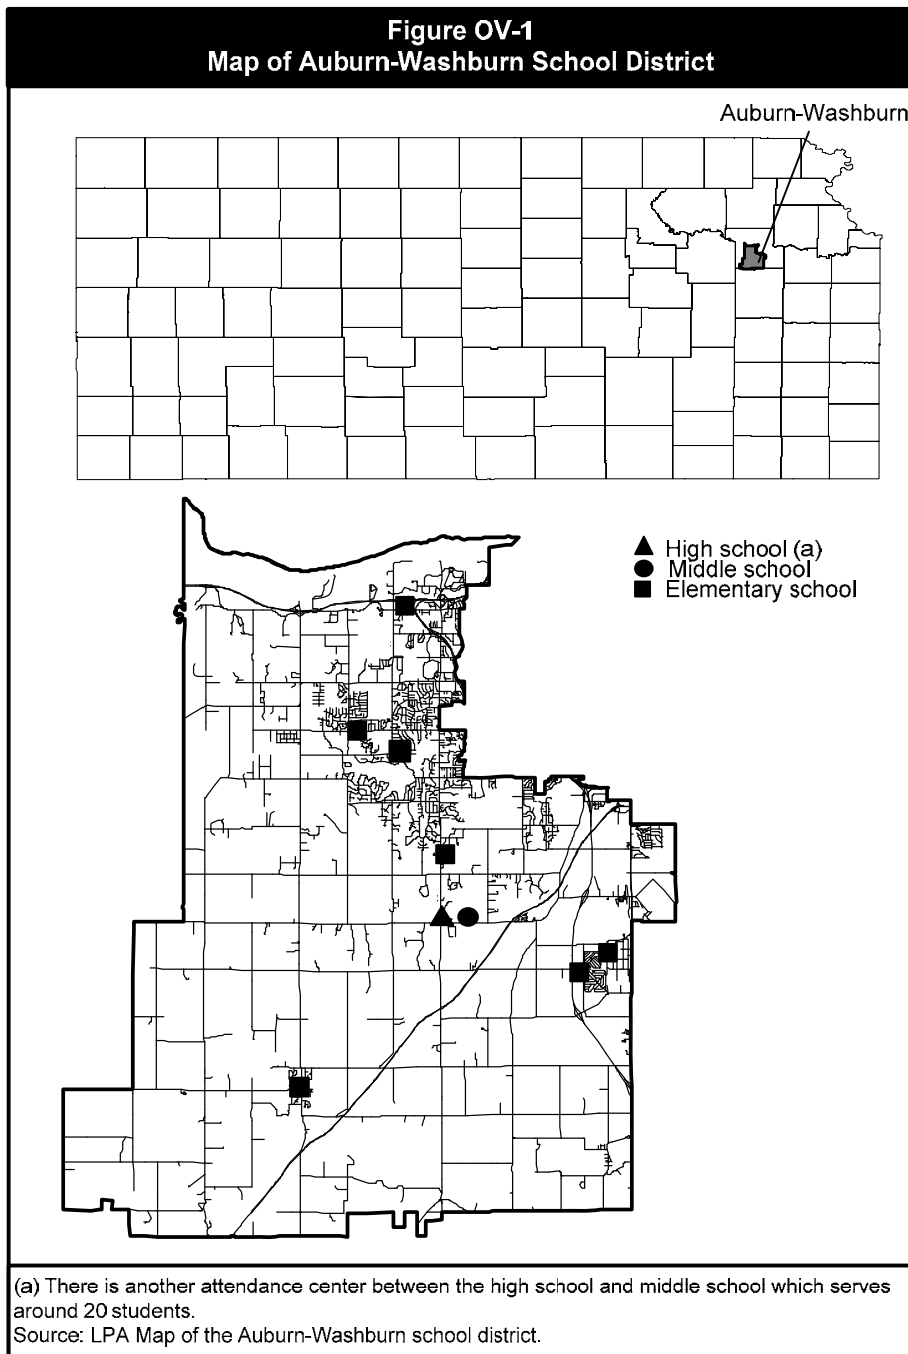 Figure OV-1
Map of Auburn-Washburn School District
Auburn-Washburn
High school (a)
Middle school
Elementary school
(a) There is another attendance center between the high school and middle school which serves
around 20 students.
Source: LPA Map of the Auburn-Washburn school district.